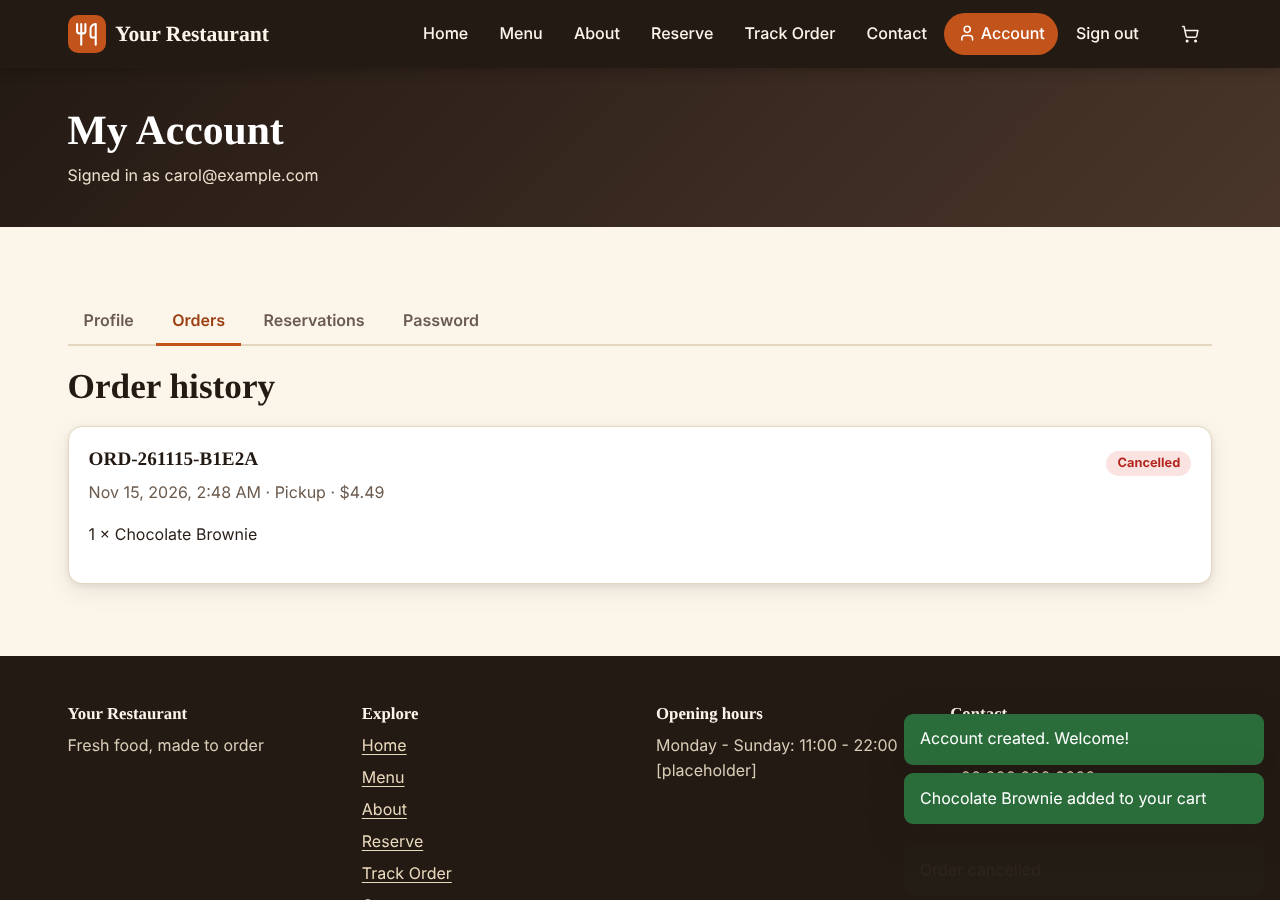 Your Restaurant
Home Menu About Reserve Track Order Contact Account Sign out
My Account
Signed in as carol@example.com
Profile Orders Reservations Password
Order history
ORD-261115-B1E2A
Cancelled
Nov 15, 2026, 2:48 AM · Pickup · $4.49
1 × Chocolate Brownie
Your Restaurant
Fresh food, made to order
Explore
Home
Menu
About
Reserve
Track Order
Opening hours
Monday - Sunday: 11:00 - 22:00
[placeholder]
Contact
Account created. Welcome!
Chocolate Brownie added to your cart
Order cancelled